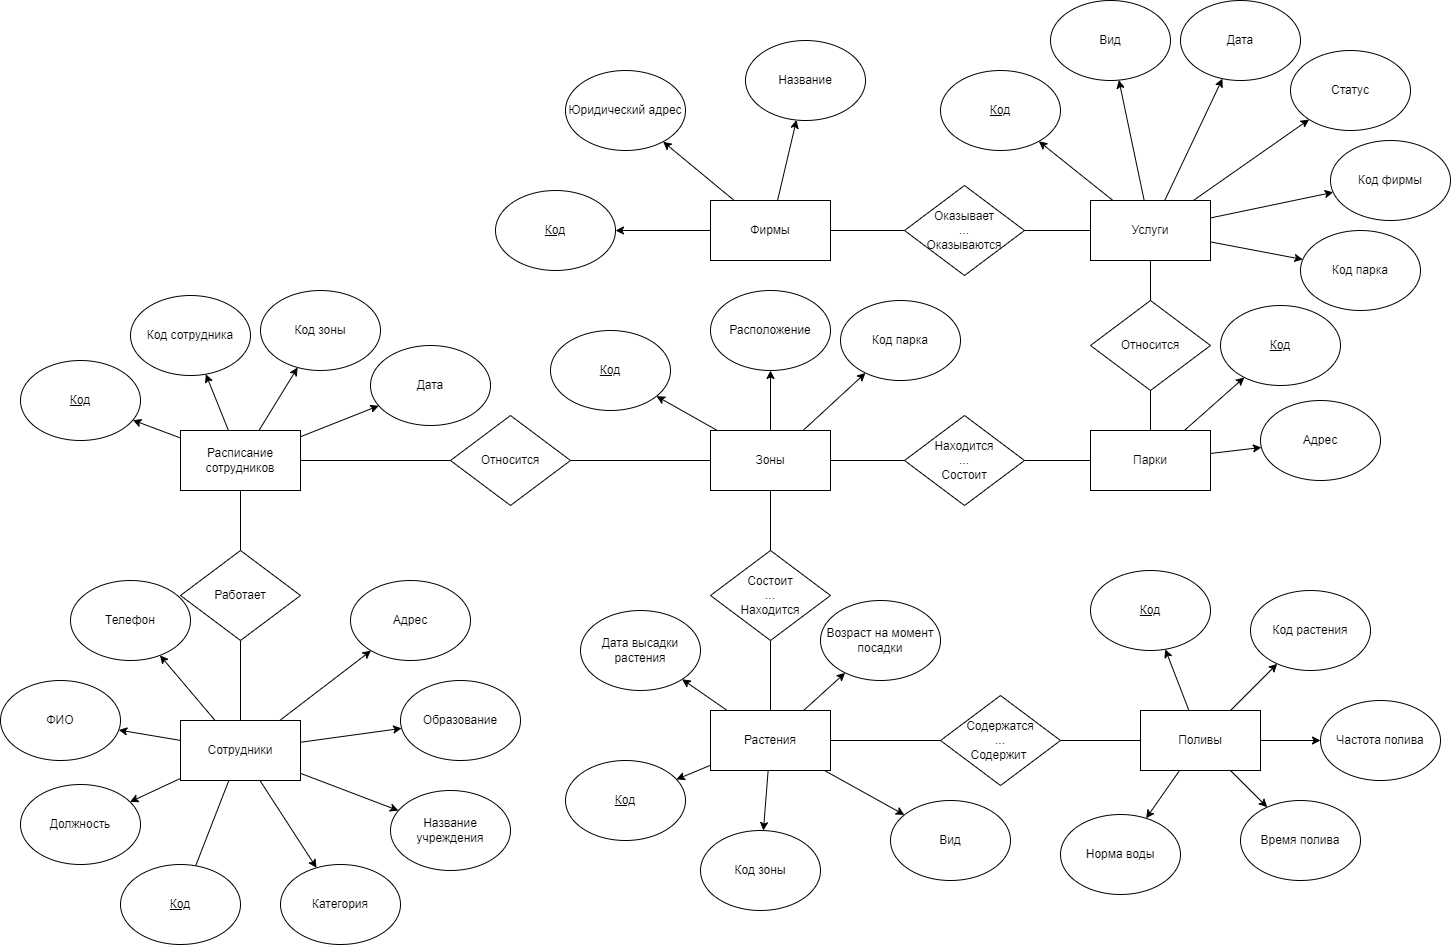 Вид
Дата
Статус
Название
Юридический адрес
Код
Код фирмы
Код
Фирмы
Оказывает
...
Оказываются
Услуги
Код парка
Код сотрудника
Код зоны
Расположение
Код парка
Относится
Код
Код
Дата
Код
Адрес
Расписание
сотрудников
Относится
Зоны
Находится
...
Состоит
Парки
Телефон
Работает
Адрес
Состоит
...
Находится
Код
Дата высадки
растения
Возраст на момент
посадки
Код растения
ФИО
Образование
Сотрудники
Растения
Содержатся
...
Содержит
Поливы
Частота полива
Должность
Название
учреждения
Код
Вид
Норма воды
Время полива
Код
Категория
Код зоны